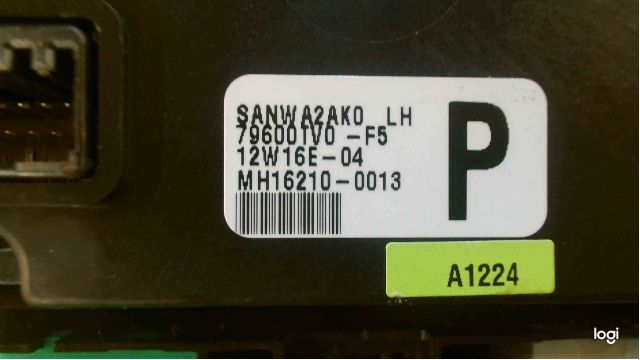 SANWA2AK0 LH
796001V0-F5
12W16E-04
MH16210-0013
P
A1224
logi